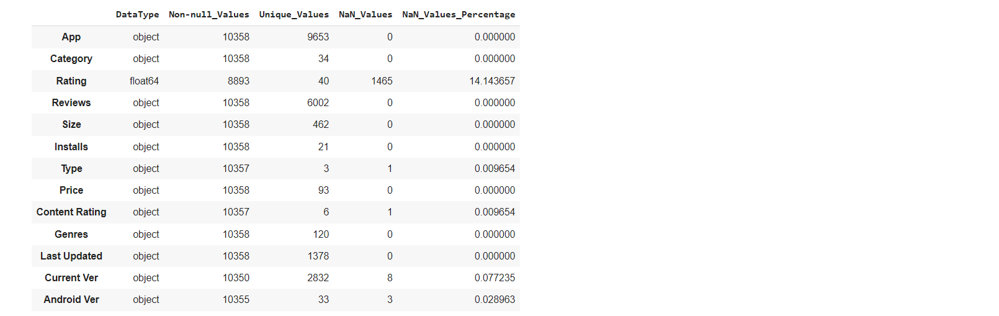 DataType Non-null_Values Unique_Values NaN_Values NaN_Values_Percentage
App object 10358 9653 0 0.000000
Category object 10358 34 0 0.000000
Rating float64 8893 40 1465 14.143657
Reviews object 10358 6002 0 0.000000
Size object 10358 462 0 0.000000
Installs object 10358 21 0 0.000000
Type object 10357 3 1 0.009654
Price object 10358 93 0 0.000000
Content Rating object 10357 6 1 0.009654
Genres object 10358 120 0 0.000000
Last Updated object 10358 1378 0 0.000000
Current Ver object 10350 2832 8 0.077235
Android Ver object 10355 33 3 0.028963